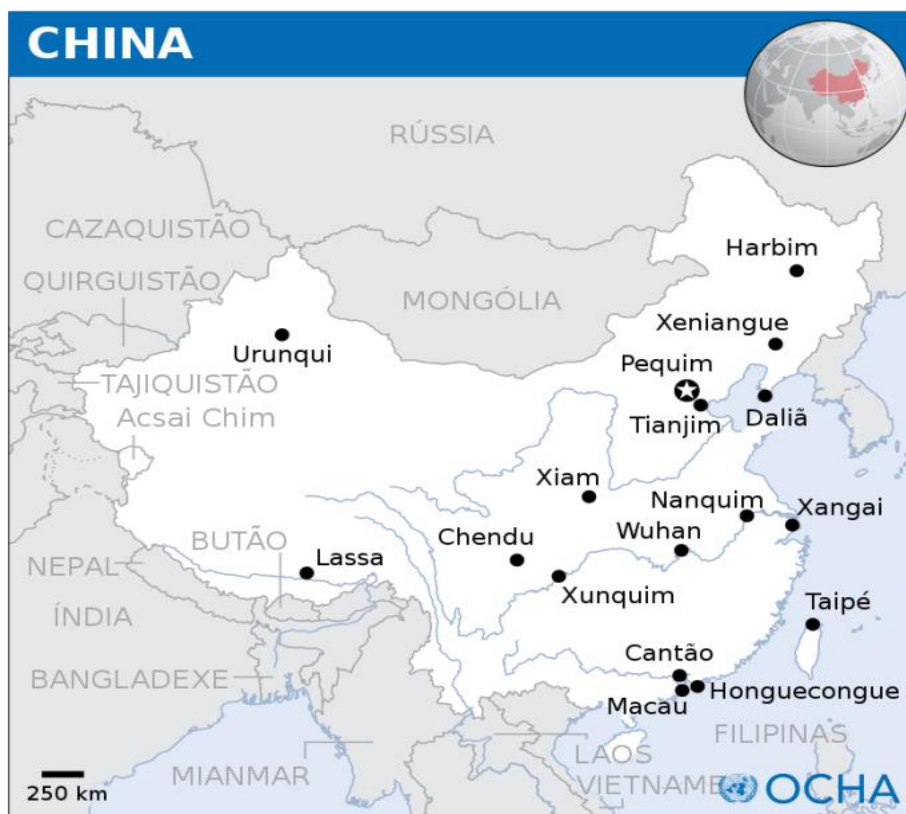 CHINA
RÚSSIA
CAZAQUISTÃO
Harbim
QUIRGUISTÃO
MONGÓLIA
Xeniangue
Urunqui
Pequim
TAJIQUISTÃO
Tianjim
Daliã
Acsai Chim
Xiam
Nanquim
Xangai
Chendu
Wuhan
BUTÃO
Lassa
NEPAL
Xunquim
Taipé
ÍNDIA
Cantão
BANGLADEXE
Honguecongue
Macau
FILIPINAS
LAOS
MIANMAR
VIETNAME
250 km
OCHA